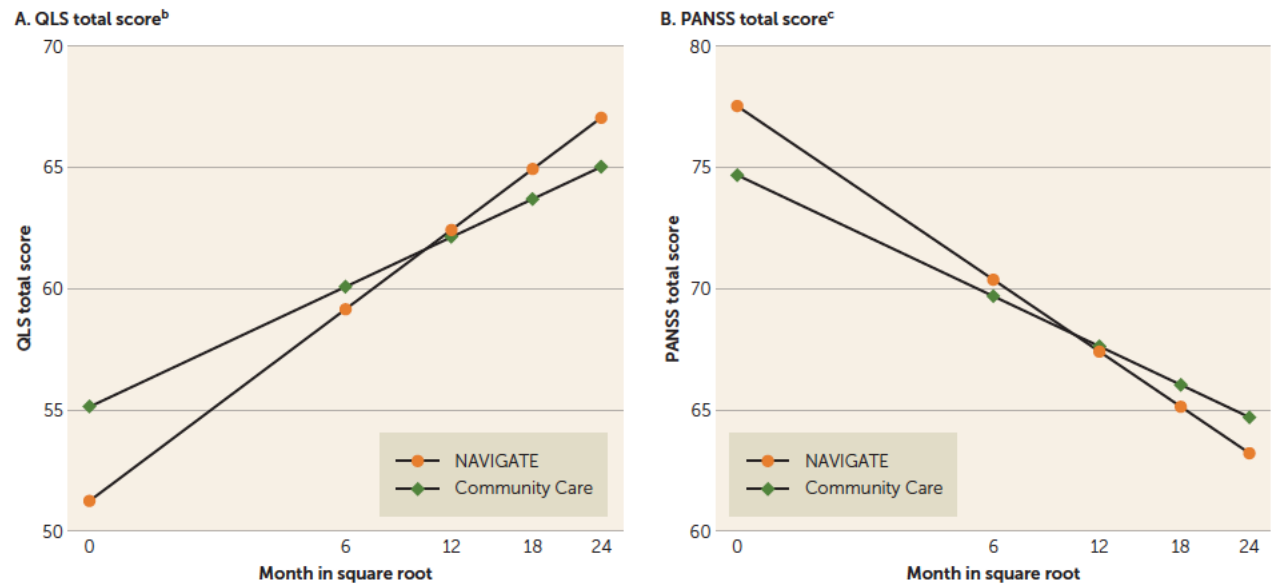 A. QLS total scoreᵇ
70
65
60
55
50
QLS total score
0 6 12 18 24
Month in square root
NAVIGATE
Community Care
B. PANSS total scoreᶜ
80
75
70
65
60
PANSS total score
0 6 12 18 24
Month in square root
NAVIGATE
Community Care